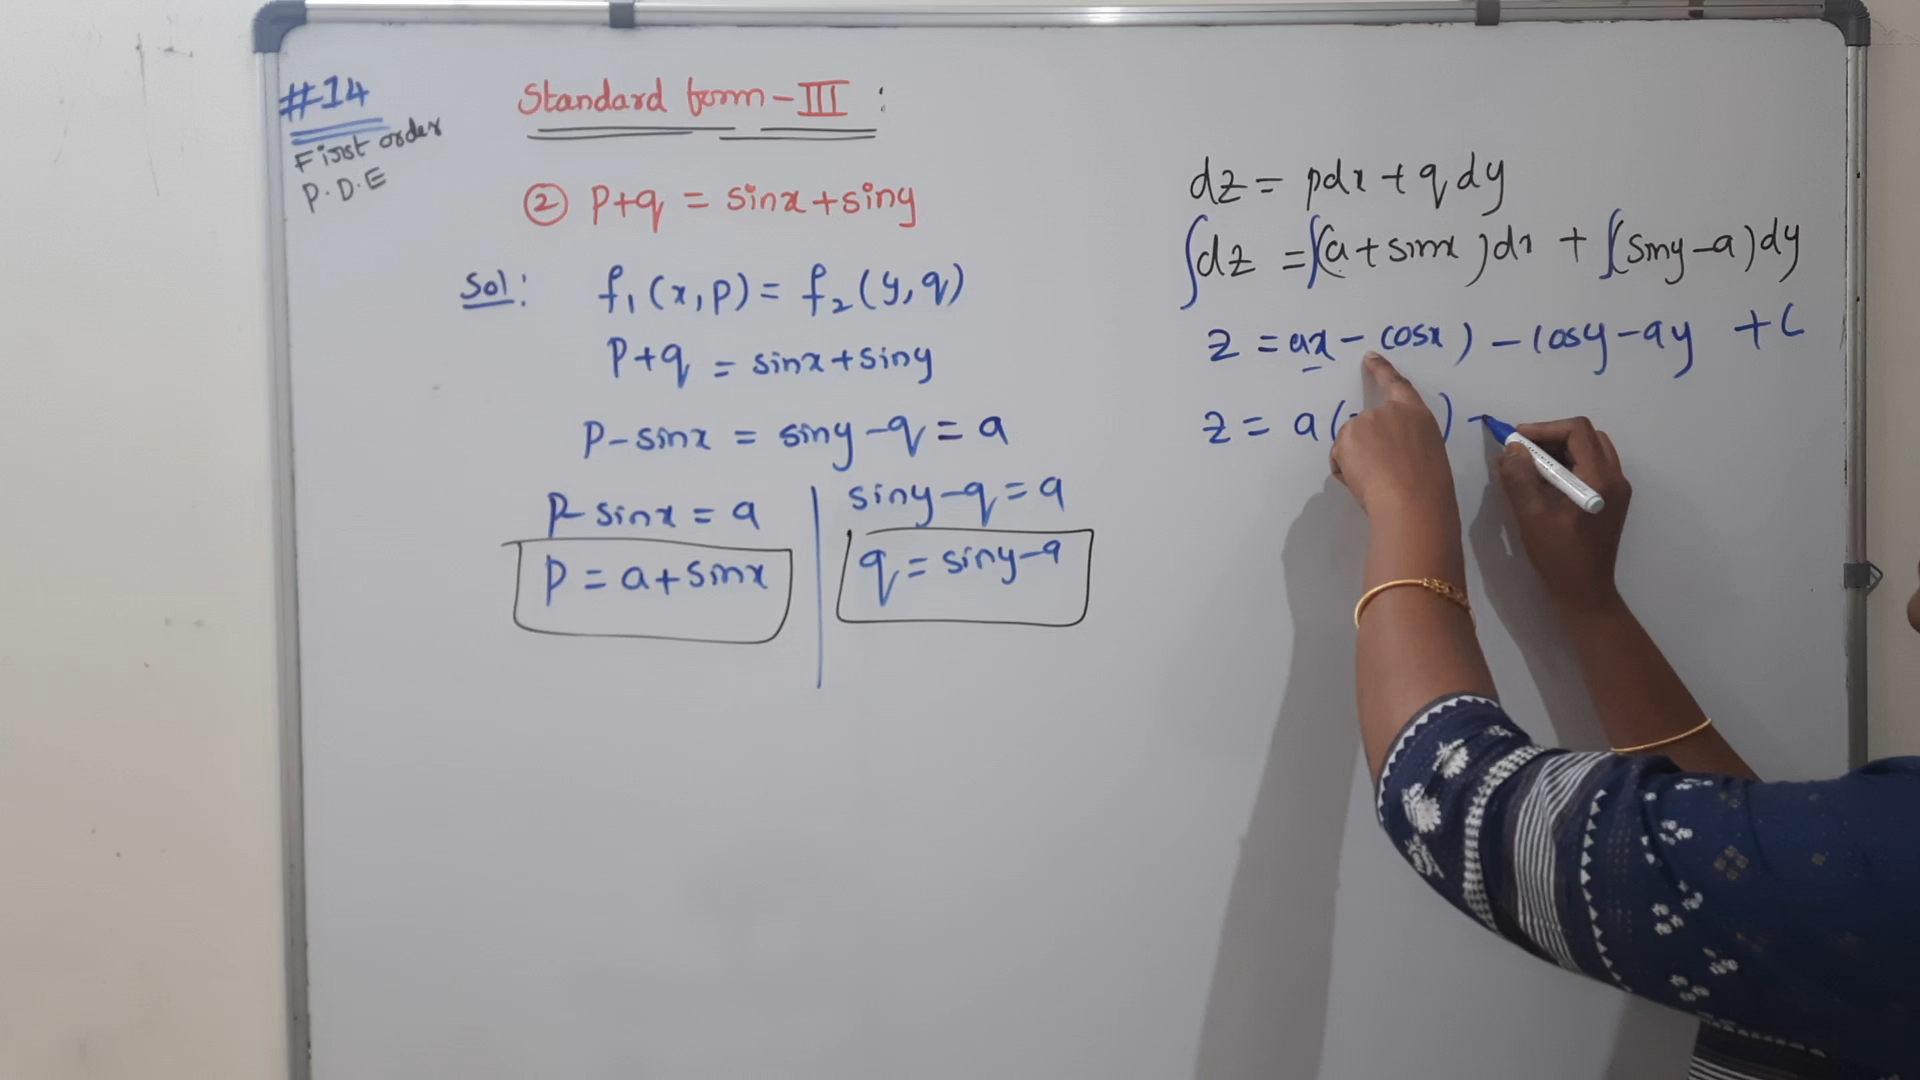 #14
First order
P.D.E
Standard form-III :
② P+q = sinx+siny
Sol: f₁(x,p) = f₂(y,q)
P+q = sinx+siny
P-sinx = siny-q = a
P-sinx = a
P = a+sinx
siny-q = a
q = siny-a
dz = pdx + qdy
∫dz = ∫(a+sinx)dx + ∫(siny-a)dy
z = ax - cosx) - cosy - ay + C
z = a( ) -